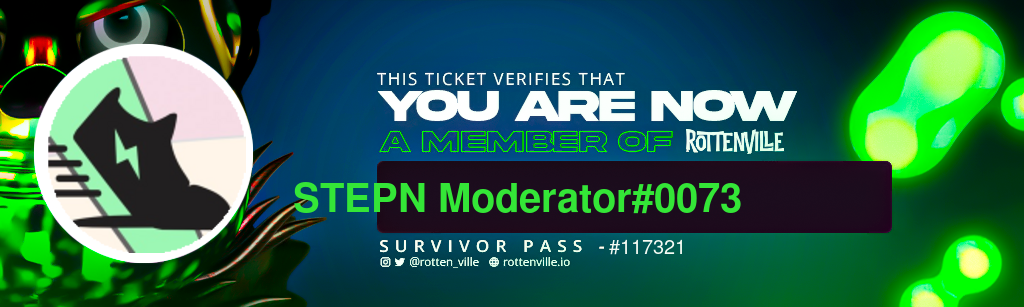 THIS TICKET VERIFIES THAT
YOU ARE NOW
A MEMBER OF ROTTENVILLE
STEPN Moderator#0073
SURVIVOR PASS - #117321
@rotten_ville rottenville.io